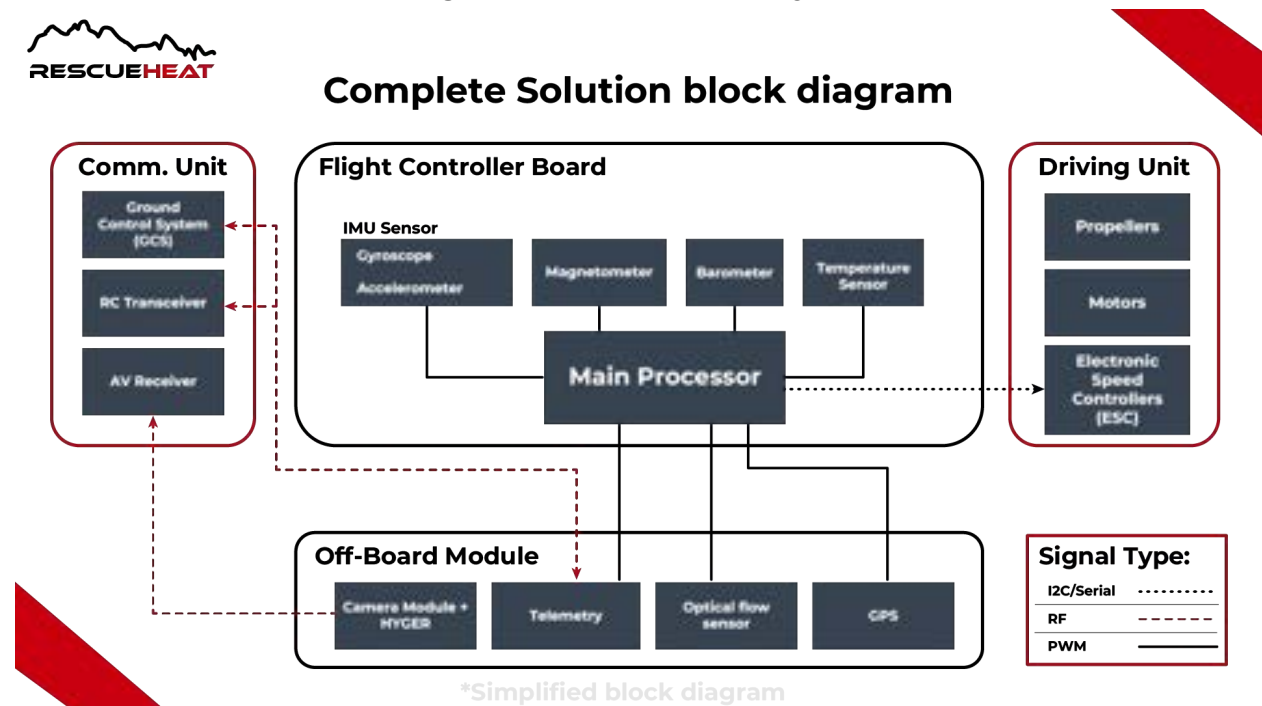 RESCUEHEAT
Complete Solution block diagram
Comm. Unit
Ground
Control System
(GCS)
RC Transceiver
AV Receiver
Flight Controller Board
IMU Sensor
Gyroscope
Accelerometer
Magnetometer
Barometer
Temperature
Sensor
Main Processor
Driving Unit
Propellers
Motors
Electronic
Speed
Controllers
(ESC)
Off-Board Module
Camera Module +
HYGER
Telemetry
Optical flow
sensor
GPS
Signal Type:
I2C/Serial
RF
PWM
*Simplified block diagram